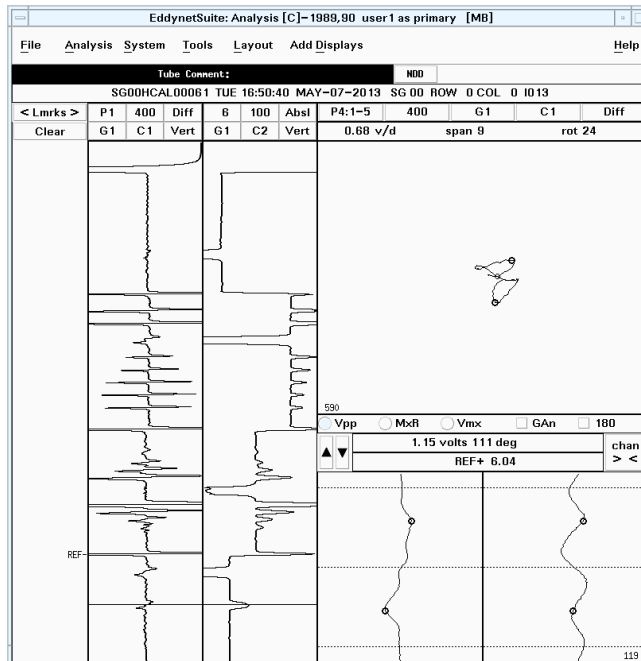 EddynetSuite: Analysis [C]-1989,90 user1 as primary [MB]
File Analysis System Tools Layout Add Displays Help
Tube Comment: NDD
SG00HCAL00061 TUE 16:50:40 MAY-07-2013 SG 00 ROW 0 COL 0 I013
< Lmrks > P1 400 Diff 6 100 Absl P4:1-5 400 G1 C1 Diff
Clear G1 C1 Vert G1 C2 Vert 0.68 v/d span 9 rot 24
590
Vpp MxR Vmx GAn 180
1.15 volts 111 deg chan
REF+ 6.04 > <
REF
119